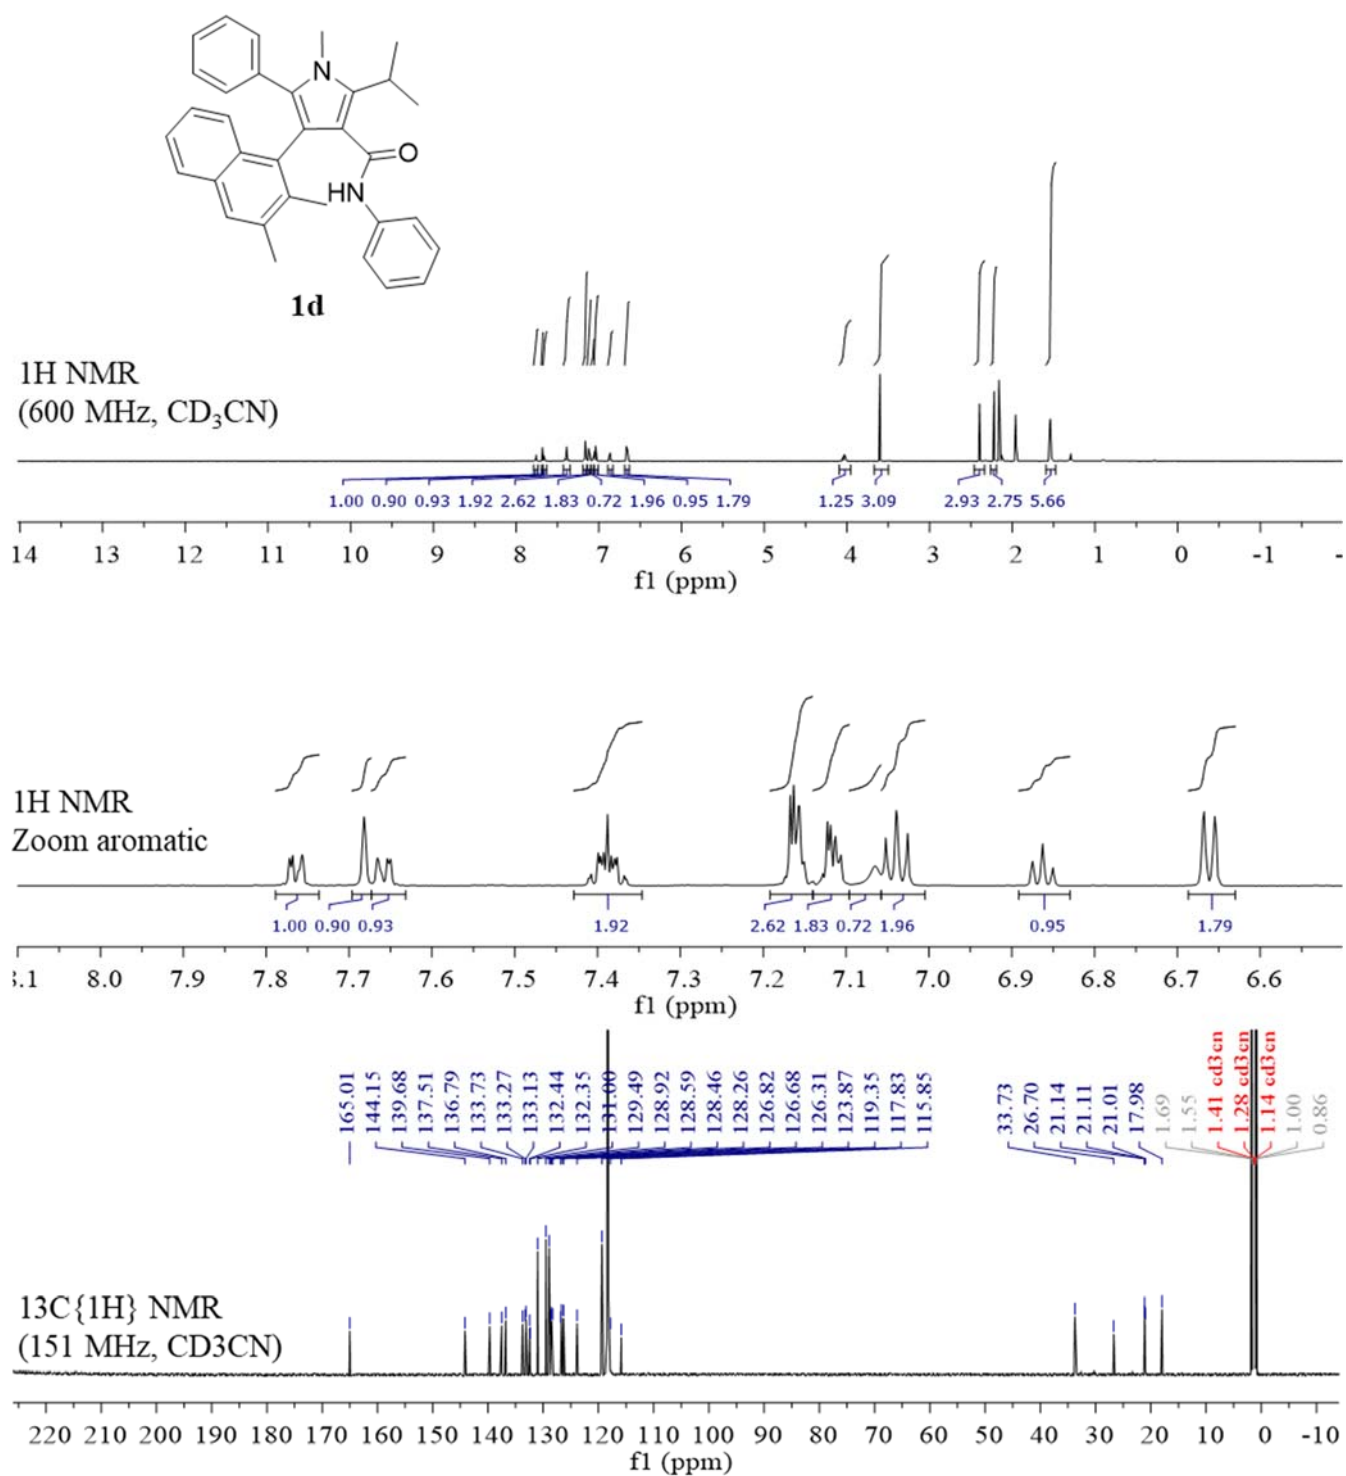 N
O
HN
1d
1H NMR
(600 MHz, CD₃CN)
1.00 0.90 0.93 1.92 2.62 1.83 0.72 1.96 0.95 1.79 1.25 3.09 2.93 2.75 5.66
14 13 12 11 10 9 8 7 6 5 4 3 2 1 0 -1 -
f1 (ppm)
1H NMR
Zoom aromatic
1.00 0.90 0.93 1.92 2.62 1.83 0.72 1.96 0.95 1.79
8.0 7.9 7.8 7.7 7.6 7.5 7.4 7.3 7.2 7.1 7.0 6.9 6.8 6.7 6.6
f1 (ppm)
165.01
144.15
139.68
137.51
136.79
133.73
133.27
133.13
132.44
132.35
131.00
129.49
128.92
128.59
128.46
128.26
126.82
126.68
126.31
123.87
119.35
117.83
115.85
33.73
26.70
21.14
21.11
21.01
17.98
1.69
1.55
1.41 cd3cn
1.28 cd3cn
1.14 cd3cn
1.00
0.86
13C{1H} NMR
(151 MHz, CD3CN)
220 210 200 190 180 170 160 150 140 130 120 110 100 90 80 70 60 50 40 30 20 10 0 -10
f1 (ppm)